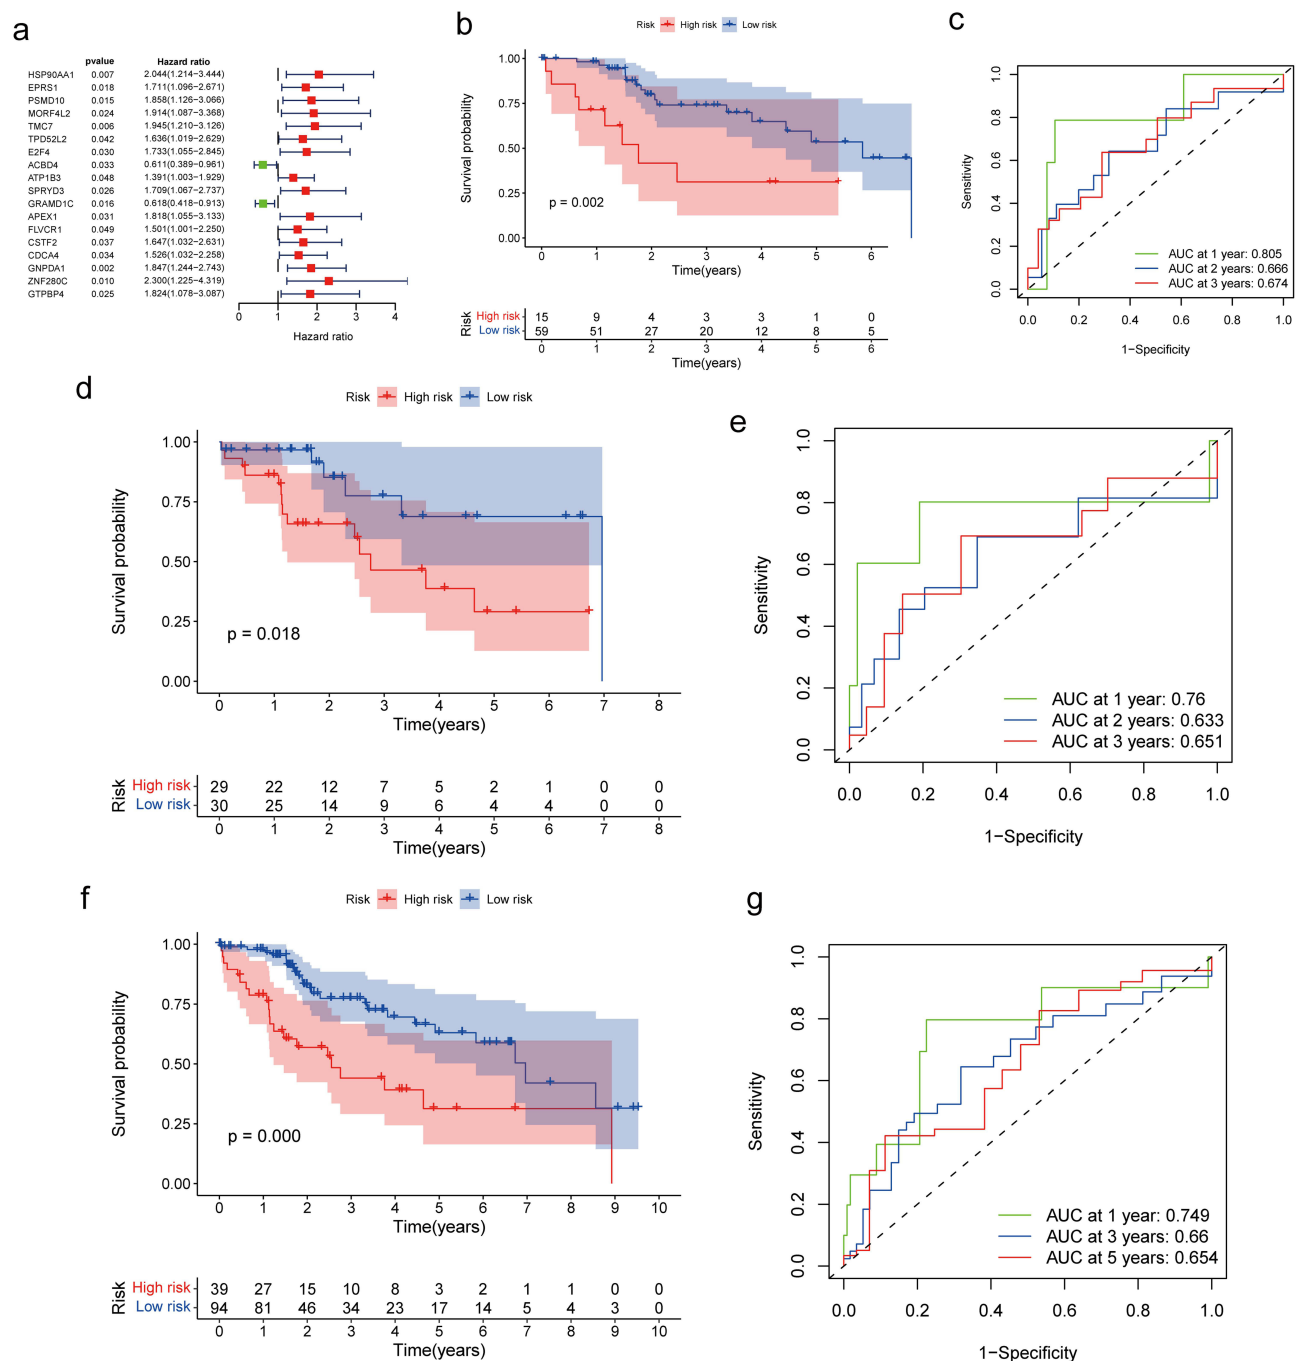 a
pvalue Hazard ratio
HSP90AA1 0.007 2.044(1.214−3.444)
EPRS1 0.018 1.711(1.096−2.671)
PSMD10 0.015 1.858(1.126−3.066)
MORF4L2 0.024 1.914(1.087−3.368)
TMC7 0.006 1.945(1.210−3.126)
TPD52L2 0.042 1.636(1.019−2.629)
E2F4 0.030 1.733(1.055−2.845)
ACBD4 0.033 0.611(0.389−0.961)
ATP1B3 0.048 1.391(1.003−1.929)
SPRYD3 0.026 1.709(1.067−2.737)
GRAMD1C 0.016 0.618(0.418−0.913)
APEX1 0.031 1.818(1.055−3.133)
FLVCR1 0.049 1.501(1.001−2.250)
CSTF2 0.037 1.647(1.032−2.631)
CDCA4 0.034 1.526(1.032−2.258)
GNPDA1 0.002 1.847(1.244−2.743)
ZNF280C 0.010 2.300(1.225−4.319)
GTPBP4 0.025 1.824(1.078−3.087)
0 1 2 3 4
Hazard ratio
b
Risk High risk Low risk
Survival probability
1.00
0.75
0.50
0.25
0.00
p = 0.002
0 1 2 3 4 5 6
Time(years)
Risk
High risk 15 9 4 3 3 1 0
Low risk 59 51 27 20 12 8 5
0 1 2 3 4 5 6
Time(years)
c
Sensitivity
1.0
0.8
0.6
0.4
0.2
0.0
AUC at 1 year: 0.805
AUC at 2 years: 0.666
AUC at 3 years: 0.674
0.0 0.2 0.4 0.6 0.8 1.0
1−Specificity
d
Risk High risk Low risk
Survival probability
1.00
0.75
0.50
0.25
0.00
p = 0.018
0 1 2 3 4 5 6 7 8
Time(years)
Risk
High risk 29 22 12 7 5 2 1 0 0
Low risk 30 25 14 9 6 4 4 0 0
0 1 2 3 4 5 6 7 8
Time(years)
e
Sensitivity
1.0
0.8
0.6
0.4
0.2
0.0
AUC at 1 year: 0.76
AUC at 2 years: 0.633
AUC at 3 years: 0.651
0.0 0.2 0.4 0.6 0.8 1.0
1−Specificity
f
Risk High risk Low risk
Survival probability
1.00
0.75
0.50
0.25
0.00
p = 0.000
0 1 2 3 4 5 6 7 8 9 10
Time(years)
Risk
High risk 39 27 15 10 8 3 2 1 1 0 0
Low risk 94 81 46 34 23 17 14 5 4 3 0
0 1 2 3 4 5 6 7 8 9 10
Time(years)
g
Sensitivity
1.0
0.8
0.6
0.4
0.2
0.0
AUC at 1 year: 0.749
AUC at 3 years: 0.66
AUC at 5 years: 0.654
0.0 0.2 0.4 0.6 0.8 1.0
1−Specificity